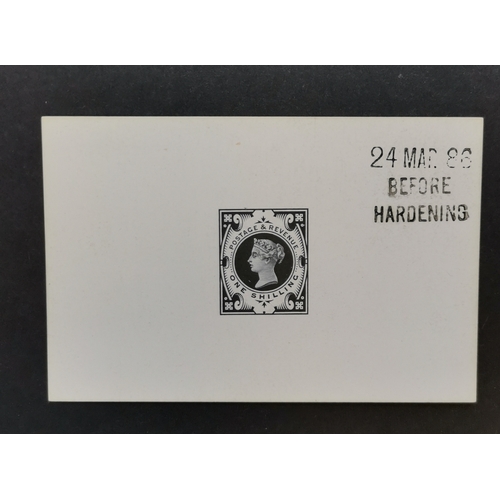 24 MAR 86
BEFORE
HARDENING
POSTAGE & REVENUE
ONE SHILLING